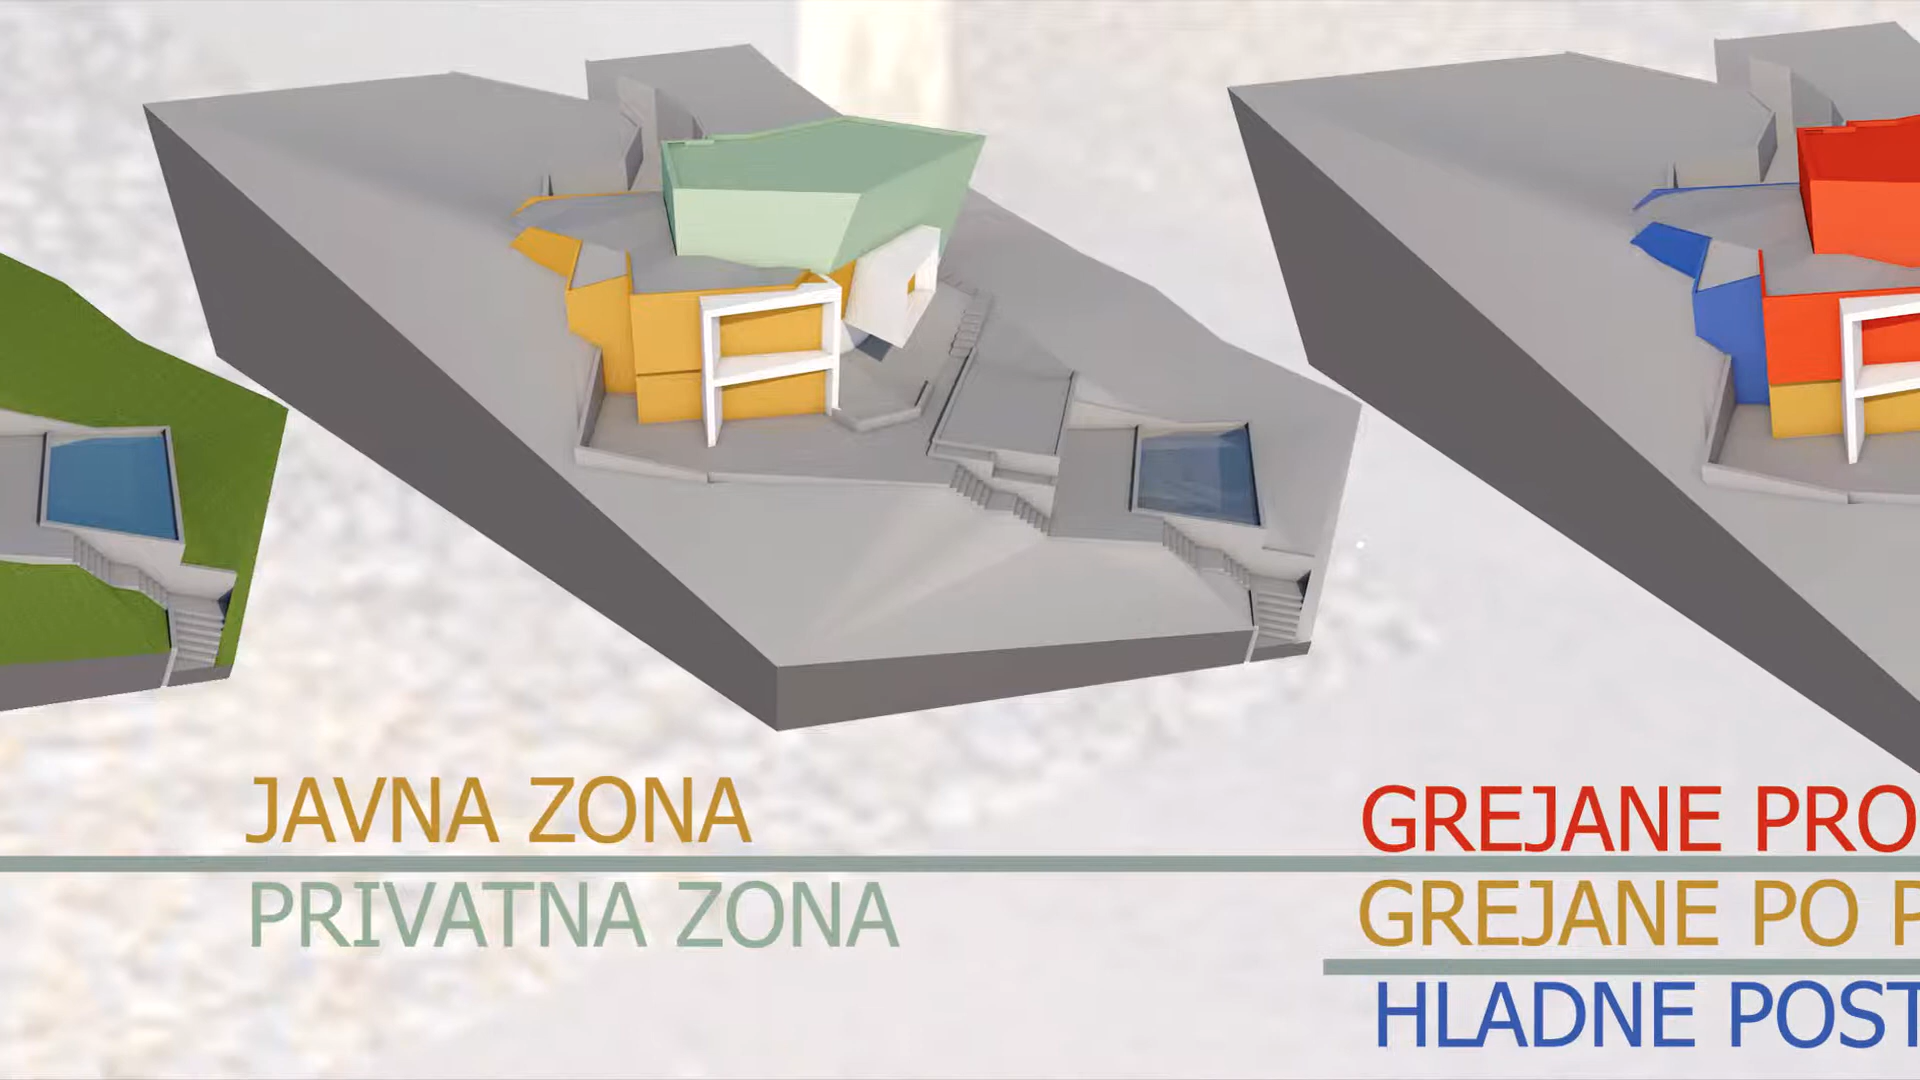 JAVNA ZONA
PRIVATNA ZONA
GREJANE PRO
GREJANE PO P
HLADNE POST